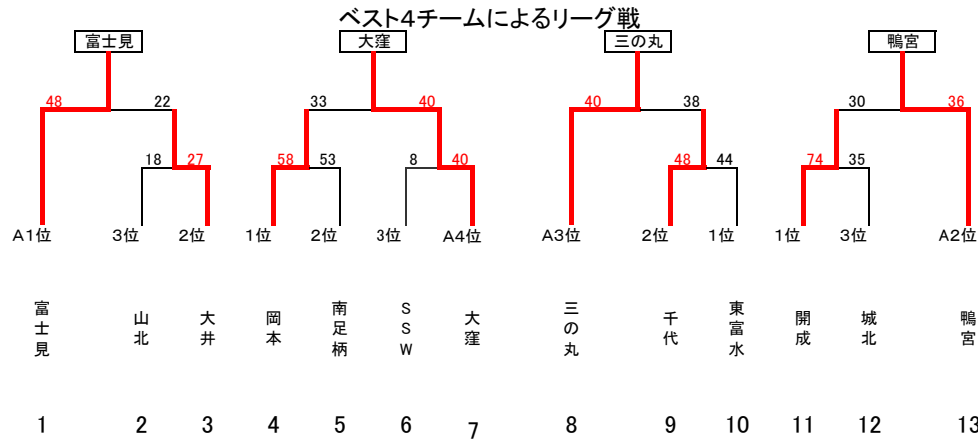 ベスト4チームによるリーグ戦
富士見 大窪 三の丸 鴨宮
48 22 33 40 40 38 30 36
18 27 58 53 8 40 48 44 74 35
A1位 3位 2位 1位 2位 3位 A4位 A3位 2位 1位 1位 3位 A2位
富士見 山北 大井 岡本 南足柄 SSW 大窪 三の丸 千代 東富水 開成 城北 鴨宮
1 2 3 4 5 6 7 8 9 10 11 12 13